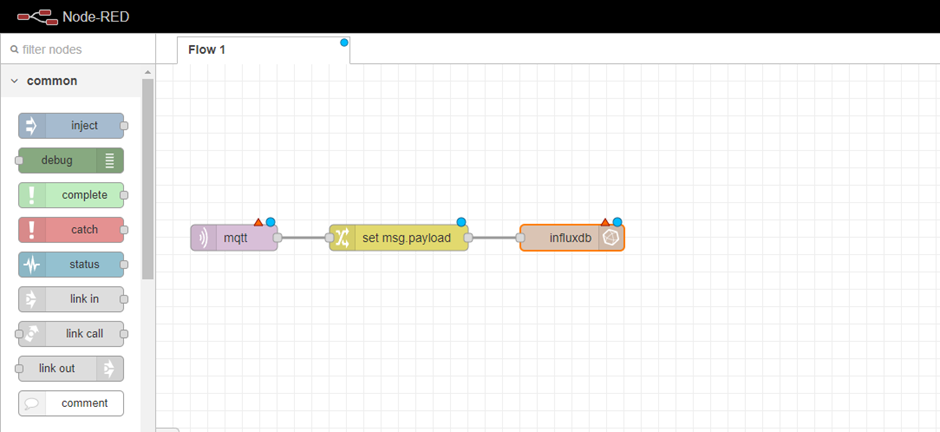 Node-RED
filter nodes
Flow 1
common
inject
debug
complete
catch
status
link in
link call
link out
comment
mqtt
set msg.payload
influxdb